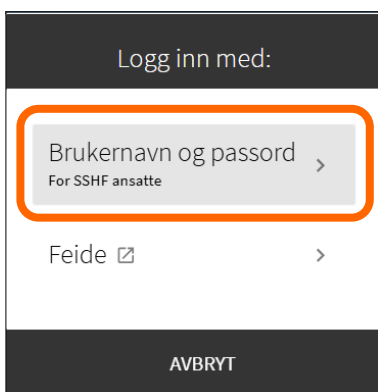 Logg inn med:
Brukernavn og passord
For SSHF ansatte
Feide
AVBRYT